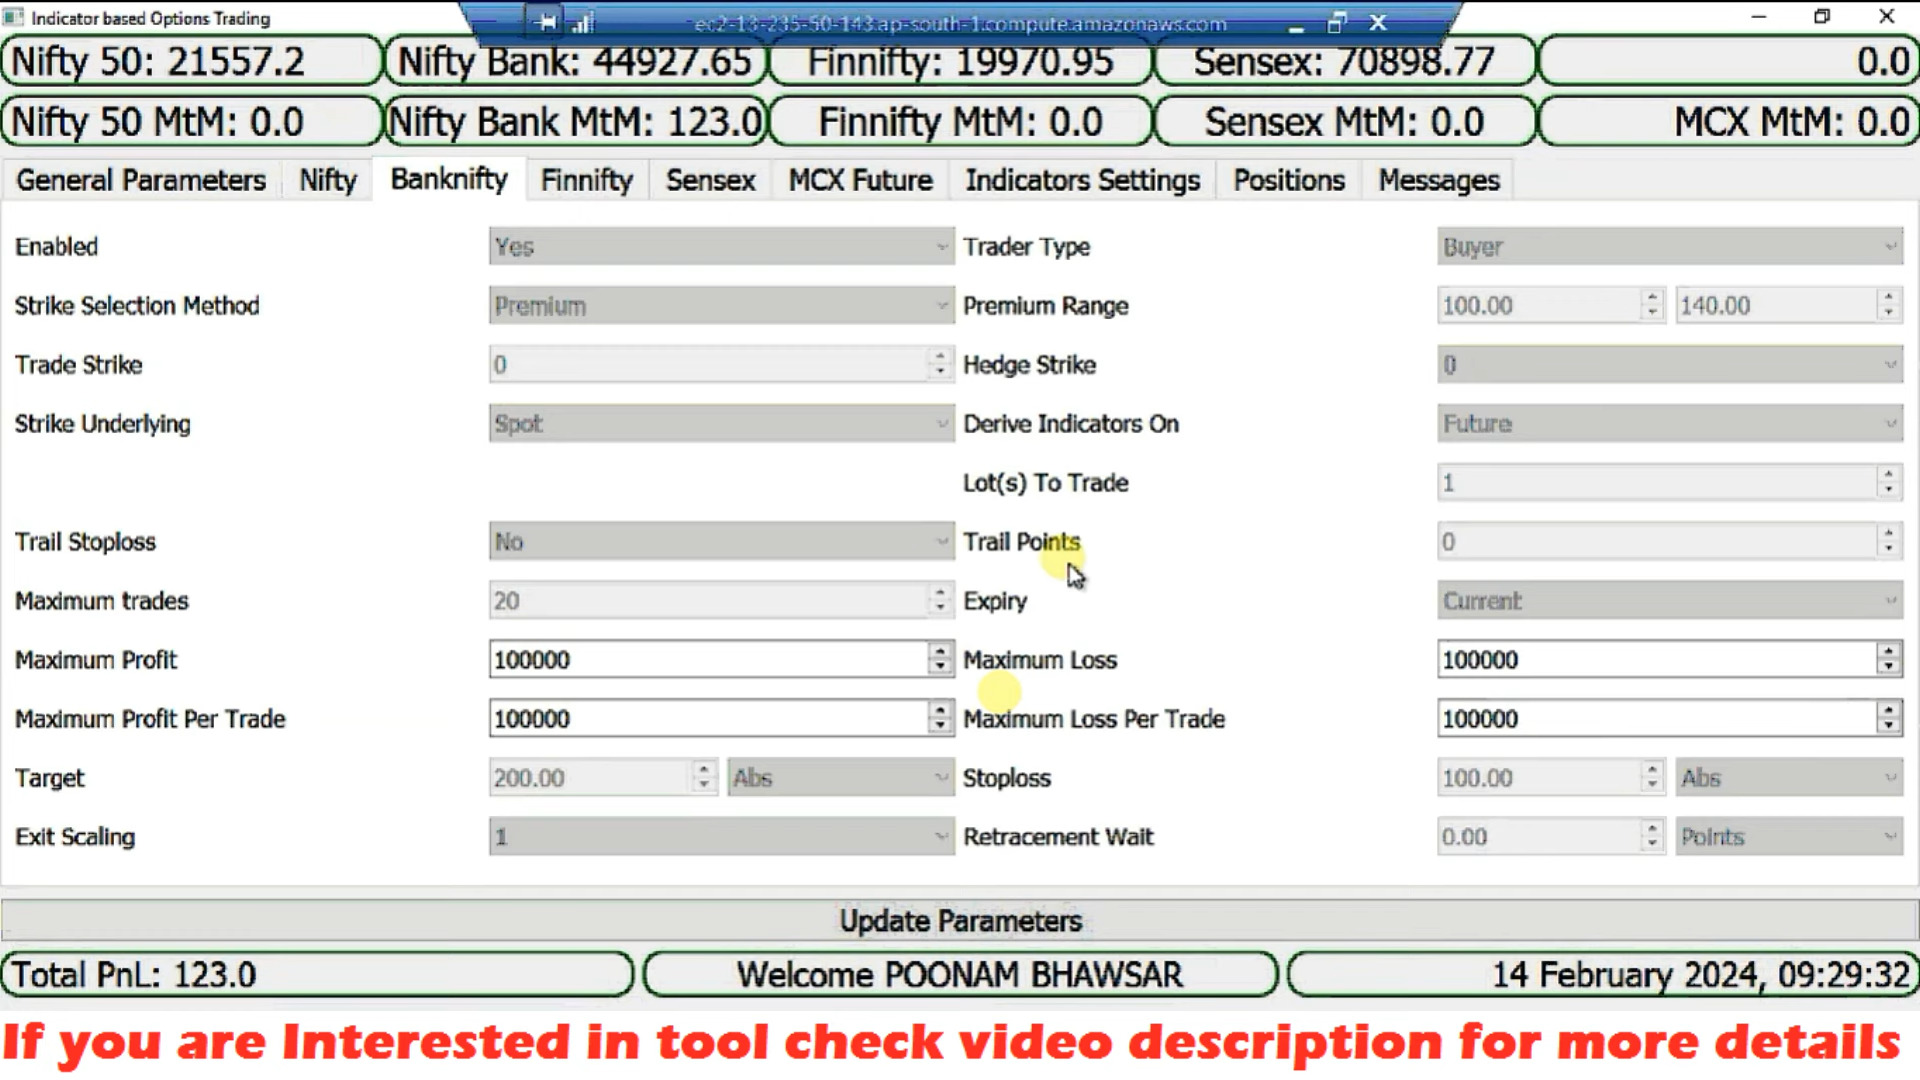 Indicator based Options Trading
ec2-13-235-50-143.ap-south-1.compute.amazonaws.com
Nifty 50: 21557.2 Nifty Bank: 44927.65 Finnifty: 19970.95 Sensex: 70898.77 0.0
Nifty 50 MtM: 0.0 Nifty Bank MtM: 123.0 Finnifty MtM: 0.0 Sensex MtM: 0.0 MCX MtM: 0.0
General Parameters Nifty Banknifty Finnifty Sensex MCX Future Indicators Settings Positions Messages
Enabled Yes Trader Type Buyer
Strike Selection Method Premium Premium Range 100.00 140.00
Trade Strike 0 Hedge Strike 0
Strike Underlying Spot Derive Indicators On Future
Lot(s) To Trade 1
Trail Stoploss No Trail Points 0
Maximum trades 20 Expiry Current
Maximum Profit 100000 Maximum Loss 100000
Maximum Profit Per Trade 100000 Maximum Loss Per Trade 100000
Target 200.00 Abs Stoploss 100.00 Abs
Exit Scaling 1 Retracement Wait 0.00 Points
Update Parameters
Total PnL: 123.0 Welcome POONAM BHAWSAR 14 February 2024, 09:29:32
If you are Interested in tool check video description for more details